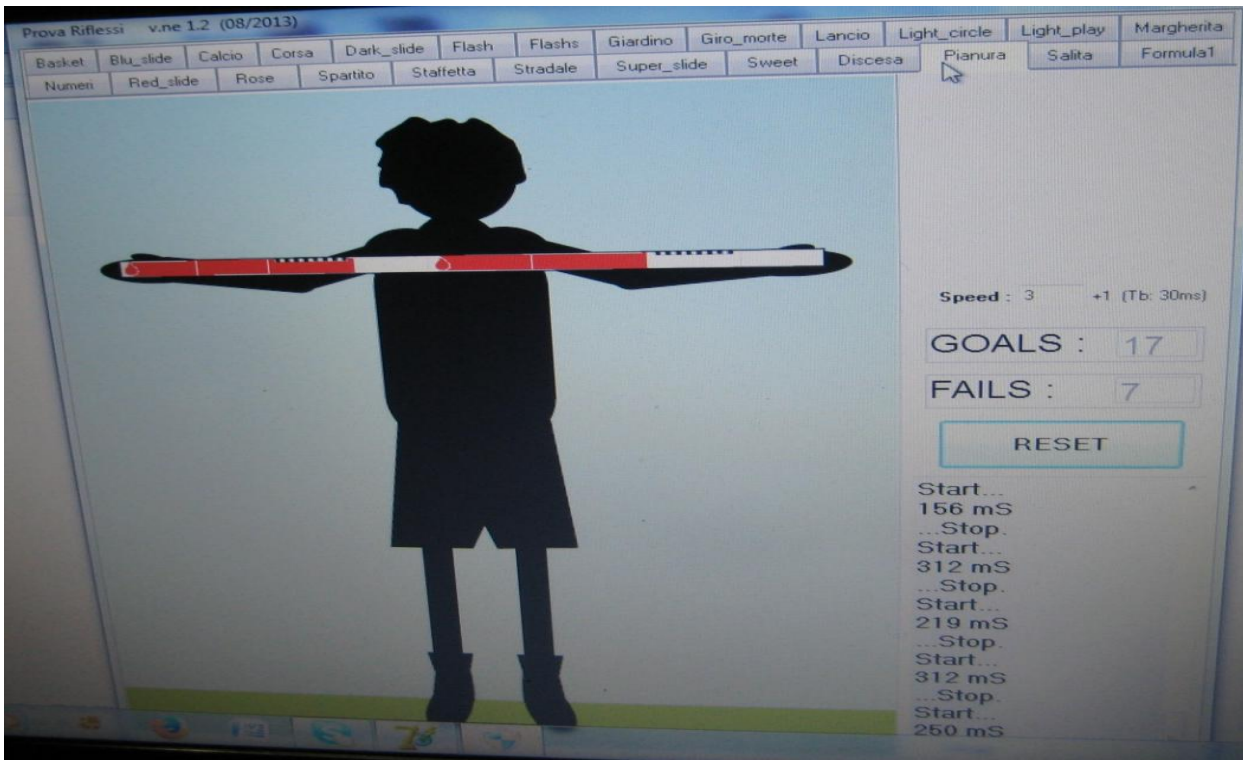 Prova Riflessi v.ne 1.2 (08/2013)
Basket Blu_slide Calcio Corsa Dark_slide Flash Flashs Giardino Giro_morte Lancio Light_circle Light_play Margherita
Numeri Red_slide Rose Spartito Staffetta Stradale Super_slide Sweet Discesa Pianura Salita Formula1
Speed : 3 +1 (Tb: 30ms)
GOALS : 17
FAILS : 7
RESET
Start...
156 mS
...Stop.
Start...
312 mS
...Stop.
Start...
219 mS
...Stop.
Start...
312 mS
...Stop.
Start...
250 mS